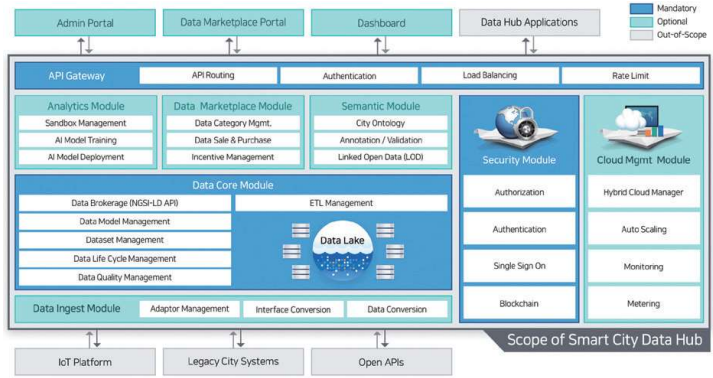 Admin Portal
Data Marketplace Portal
Dashboard
Data Hub Applications
Mandatory
Optional
Out-of-Scope
API Gateway
API Routing
Authentication
Load Balancing
Rate Limit
Analytics Module
Sandbox Management
AI Model Training
AI Model Deployment
Data Marketplace Module
Data Category Mgmt.
Data Sale & Purchase
Incentive Management
Semantic Module
City Ontology
Annotation / Validation
Linked Open Data (LOD)
Security Module
Authorization
Authentication
Single Sign On
Blockchain
Cloud Mgmt Module
Hybrid Cloud Manager
Auto Scaling
Monitoring
Metering
Data Core Module
Data Brokerage (NGSI-LD API)
Data Model Management
Dataset Management
Data Life Cycle Management
Data Quality Management
ETL Management
Data Lake
Data Ingest Module
Adaptor Management
Interface Conversion
Data Conversion
Scope of Smart City Data Hub
IoT Platform
Legacy City Systems
Open APIs